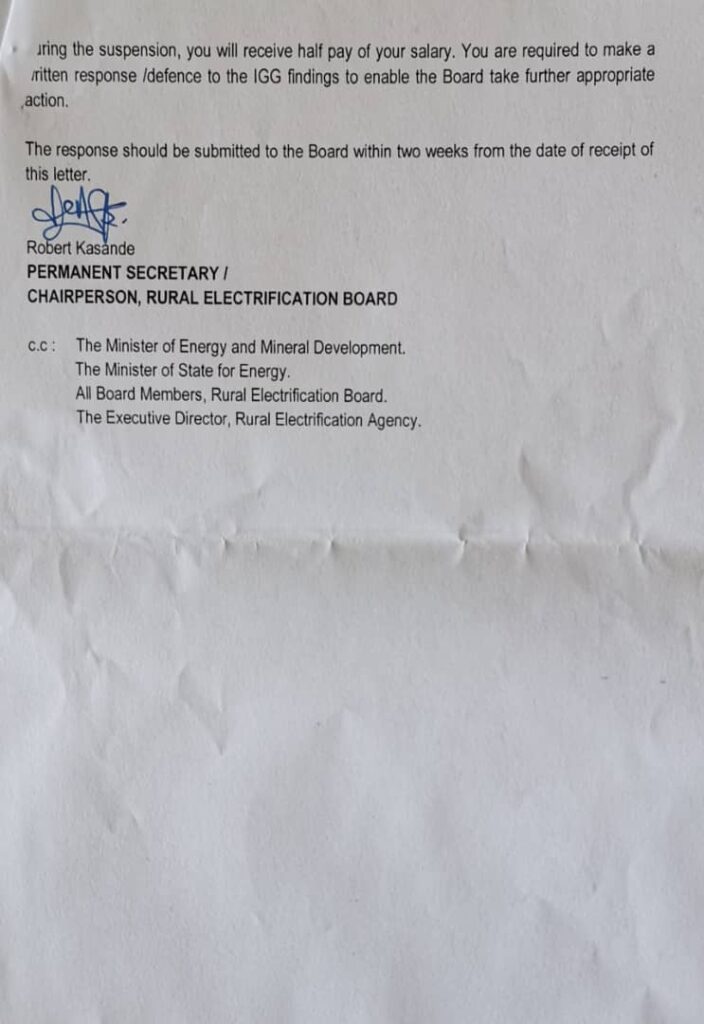 uring the suspension, you will receive half pay of your salary. You are required to make a
ritten response /defence to the IGG findings to enable the Board take further appropriate
action.
The response should be submitted to the Board within two weeks from the date of receipt of
this letter.
Robert Kasande
PERMANENT SECRETARY /
CHAIRPERSON, RURAL ELECTRIFICATION BOARD
c.c : The Minister of Energy and Mineral Development.
The Minister of State for Energy.
All Board Members, Rural Electrification Board.
The Executive Director, Rural Electrification Agency.